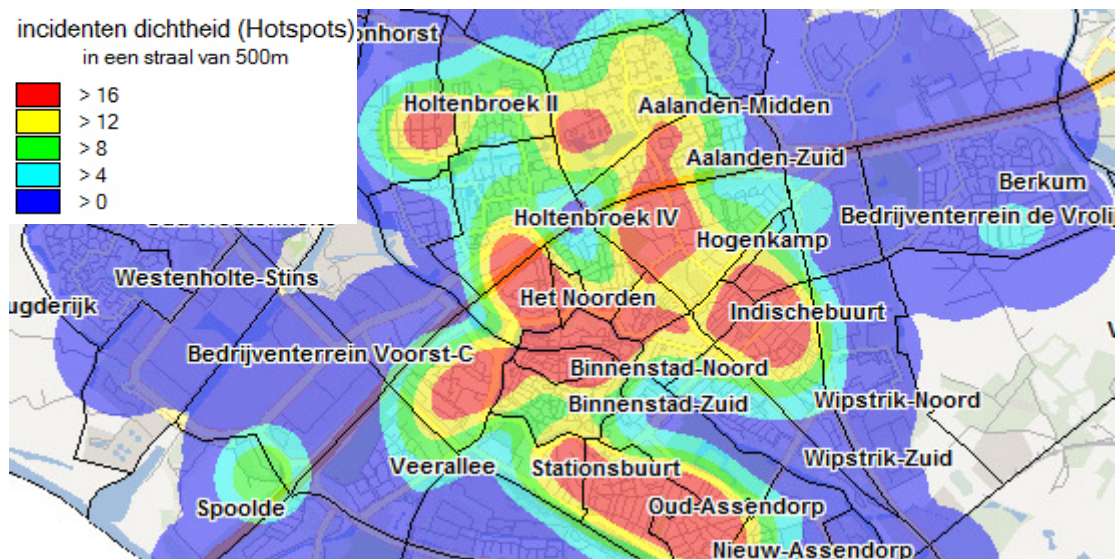 incidenten dichtheid (Hotspots)
in een straal van 500m
> 16
> 12
> 8
> 4
> 0
onhorst
Holtenbroek II
Aalanden-Midden
Aalanden-Zuid
Berkum
Holtenbroek IV
Bedrijventerrein de Vrolij
Hogenkamp
Westenholte-Stins
ugderijk
Het Noorden
Indischebuurt
V
Bedrijventerrein Voorst-C
Binnenstad-Noord
Binnenstad-Zuid
Wipstrik-Noord
Veerallee
Stationsbuurt
Wipstrik-Zuid
Spoolde
Oud-Assendorp
Nieuw-Assendorp